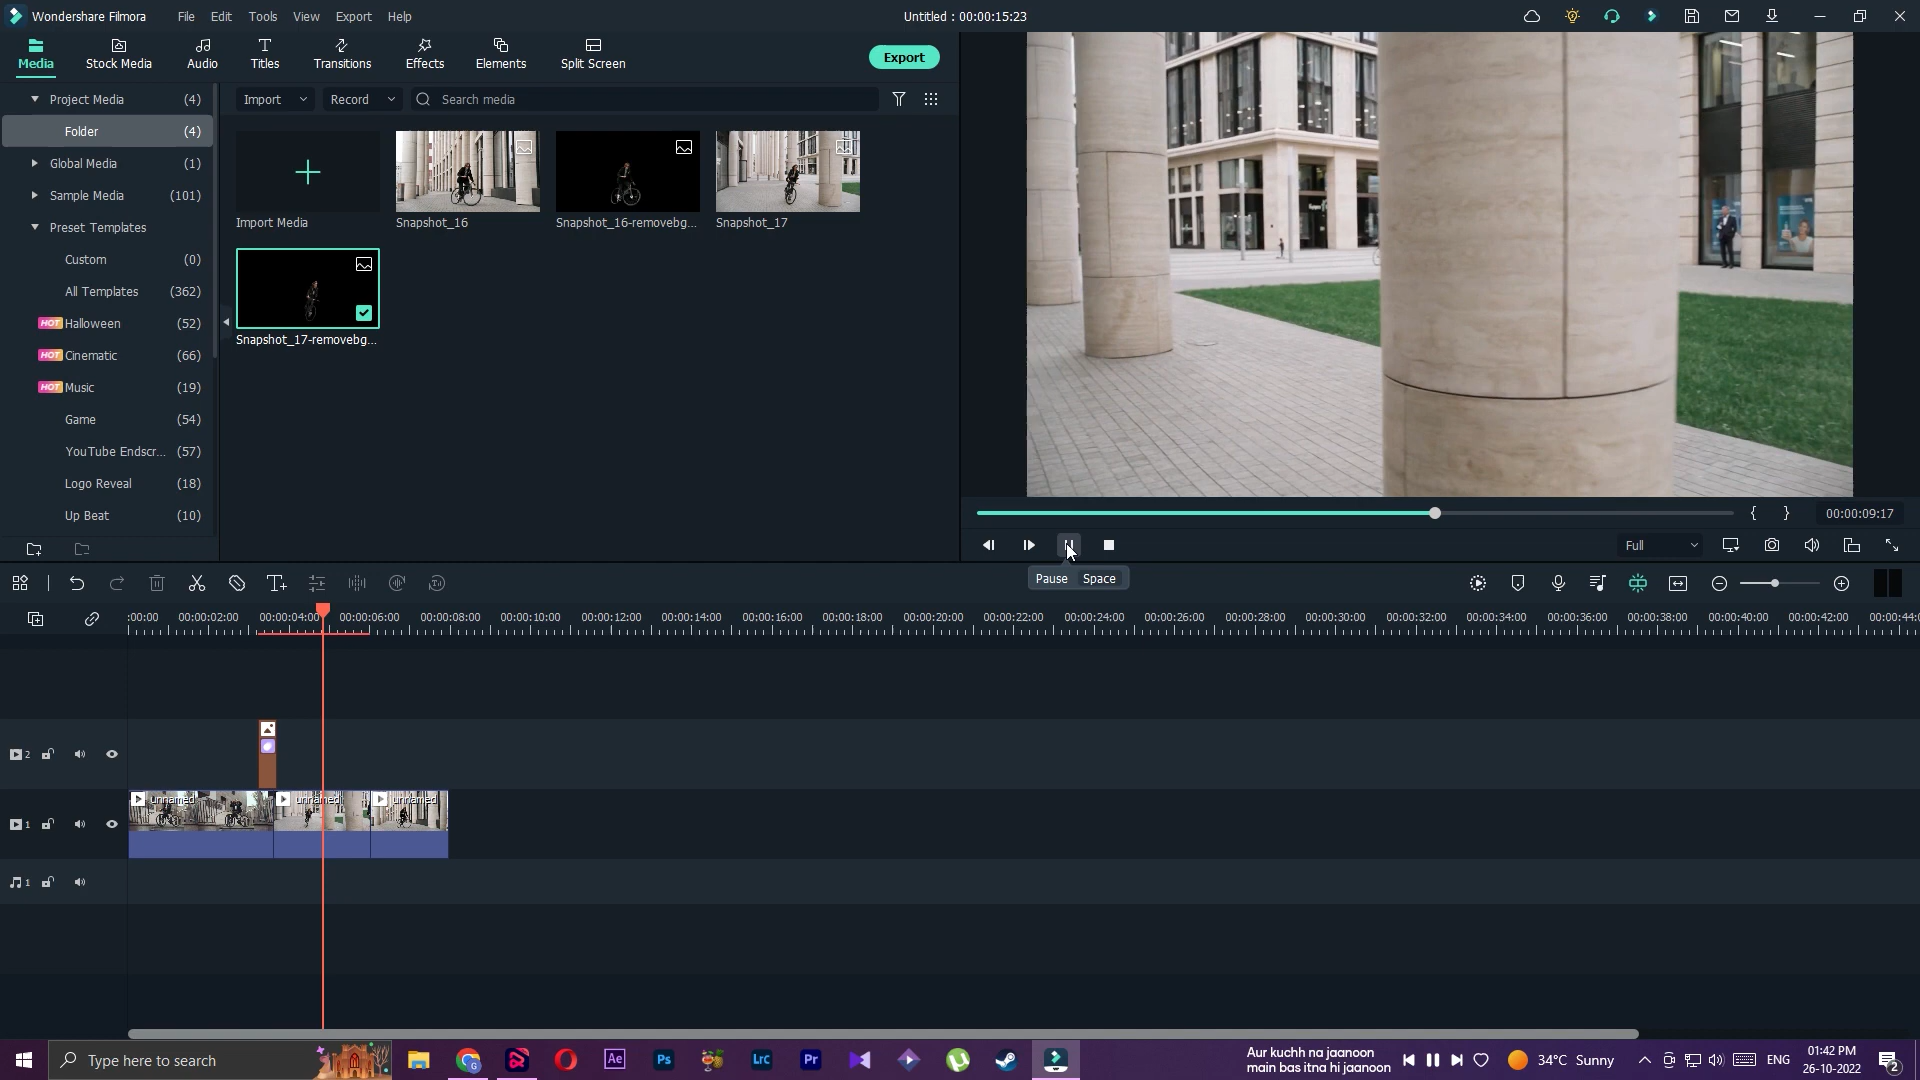 Wondershare Filmora File Edit Tools View Export Help Untitled : 00:00:15:23
Media Stock Media Audio Titles Transitions Effects Elements Split Screen Export
Project Media (4)
Import Record Search media
Folder (4)
Global Media (1)
Sample Media (101)
Preset Templates
Custom (0)
All Templates (362)
HOT Halloween (52)
HOT Cinematic (66)
HOT Music (19)
Game (54)
YouTube Endscr... (57)
Logo Reveal (18)
Up Beat (10)
Import Media Snapshot_16 Snapshot_16-removebg... Snapshot_17
Snapshot_17-removebg...
{ } 00:00:09:17
Full
Pause Space
:00:00 00:00:02:00 00:00:04:00 00:00:06:00 00:00:08:00 00:00:10:00 00:00:12:00 00:00:14:00 00:00:16:00 00:00:18:00 00:00:20:00 00:00:22:00 00:00:24:00 00:00:26:00 00:00:28:00 00:00:30:00 00:00:32:00 00:00:34:00 00:00:36:00 00:00:38:00 00:00:40:00 00:00:42:00 00:00:44:0
2
1 unnamed unnamed unnamed
1
Type here to search Ae Ps Lrc Pr
Aur kuchh na jaanoon
main bas itna hi jaanoon
34°C Sunny ENG
01:42 PM
26-10-2022
2